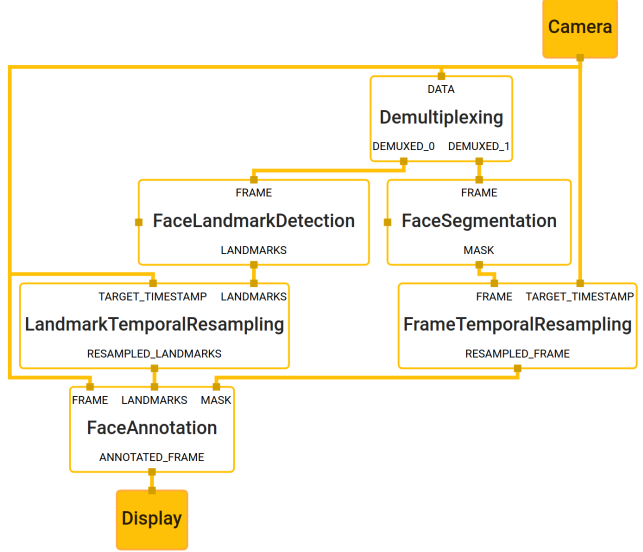 Camera
DATA
Demultiplexing
DEMUXED_0 DEMUXED_1
FRAME
FaceLandmarkDetection
LANDMARKS
FRAME
FaceSegmentation
MASK
TARGET_TIMESTAMP LANDMARKS
LandmarkTemporalResampling
RESAMPLED_LANDMARKS
FRAME TARGET_TIMESTAMP
FrameTemporalResampling
RESAMPLED_FRAME
FRAME LANDMARKS MASK
FaceAnnotation
ANNOTATED_FRAME
Display